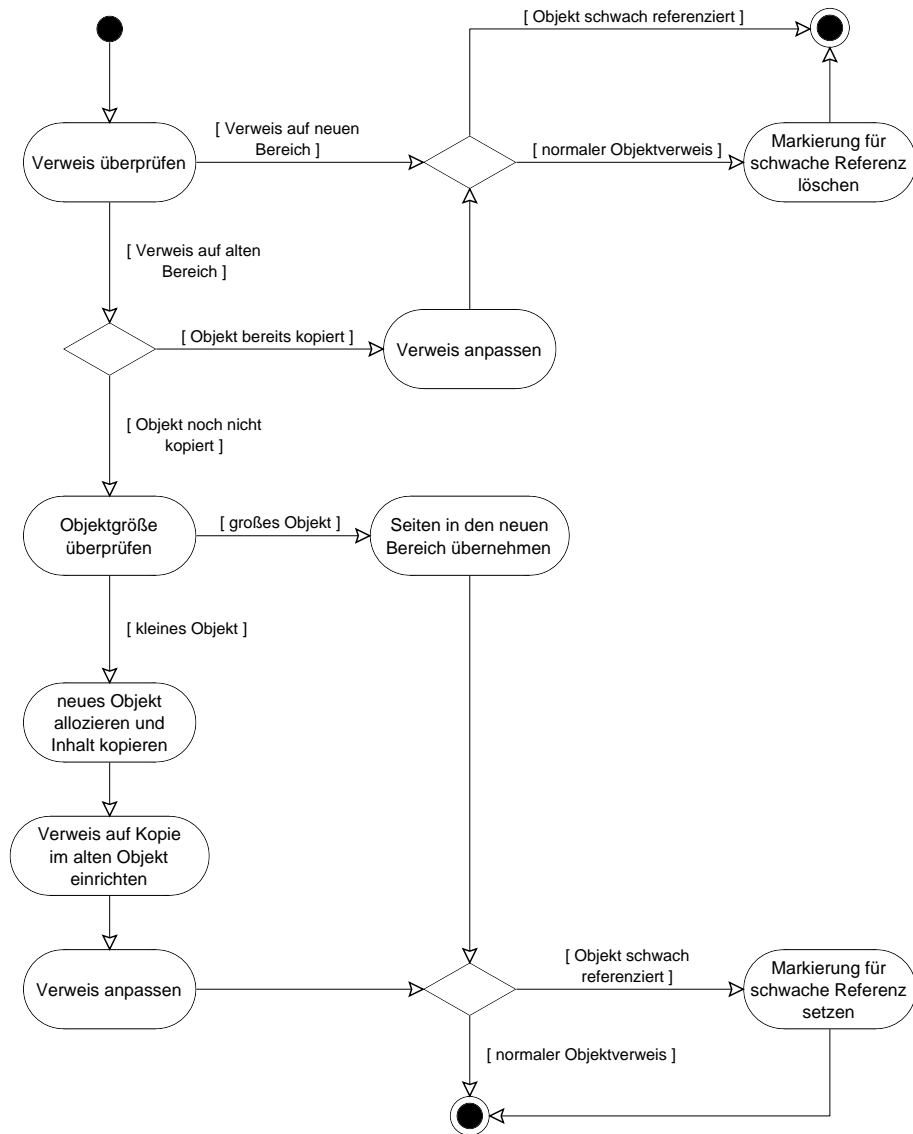 [ Objekt schwach referenziert ]
[ Verweis auf neuen
Bereich ]
Verweis überprüfen
[ normaler Objektverweis ]
Markierung für
schwache Referenz
löschen
[ Verweis auf alten
Bereich ]
[ Objekt bereits kopiert ]
Verweis anpassen
[ Objekt noch nicht
kopiert ]
Objektgröße
überprüfen
[ großes Objekt ]
Seiten in den neuen
Bereich übernehmen
[ kleines Objekt ]
neues Objekt
allozieren und
Inhalt kopieren
Verweis auf Kopie
im alten Objekt
einrichten
Verweis anpassen
[ Objekt schwach
referenziert ]
Markierung für
schwache Referenz
setzen
[ normaler Objektverweis ]